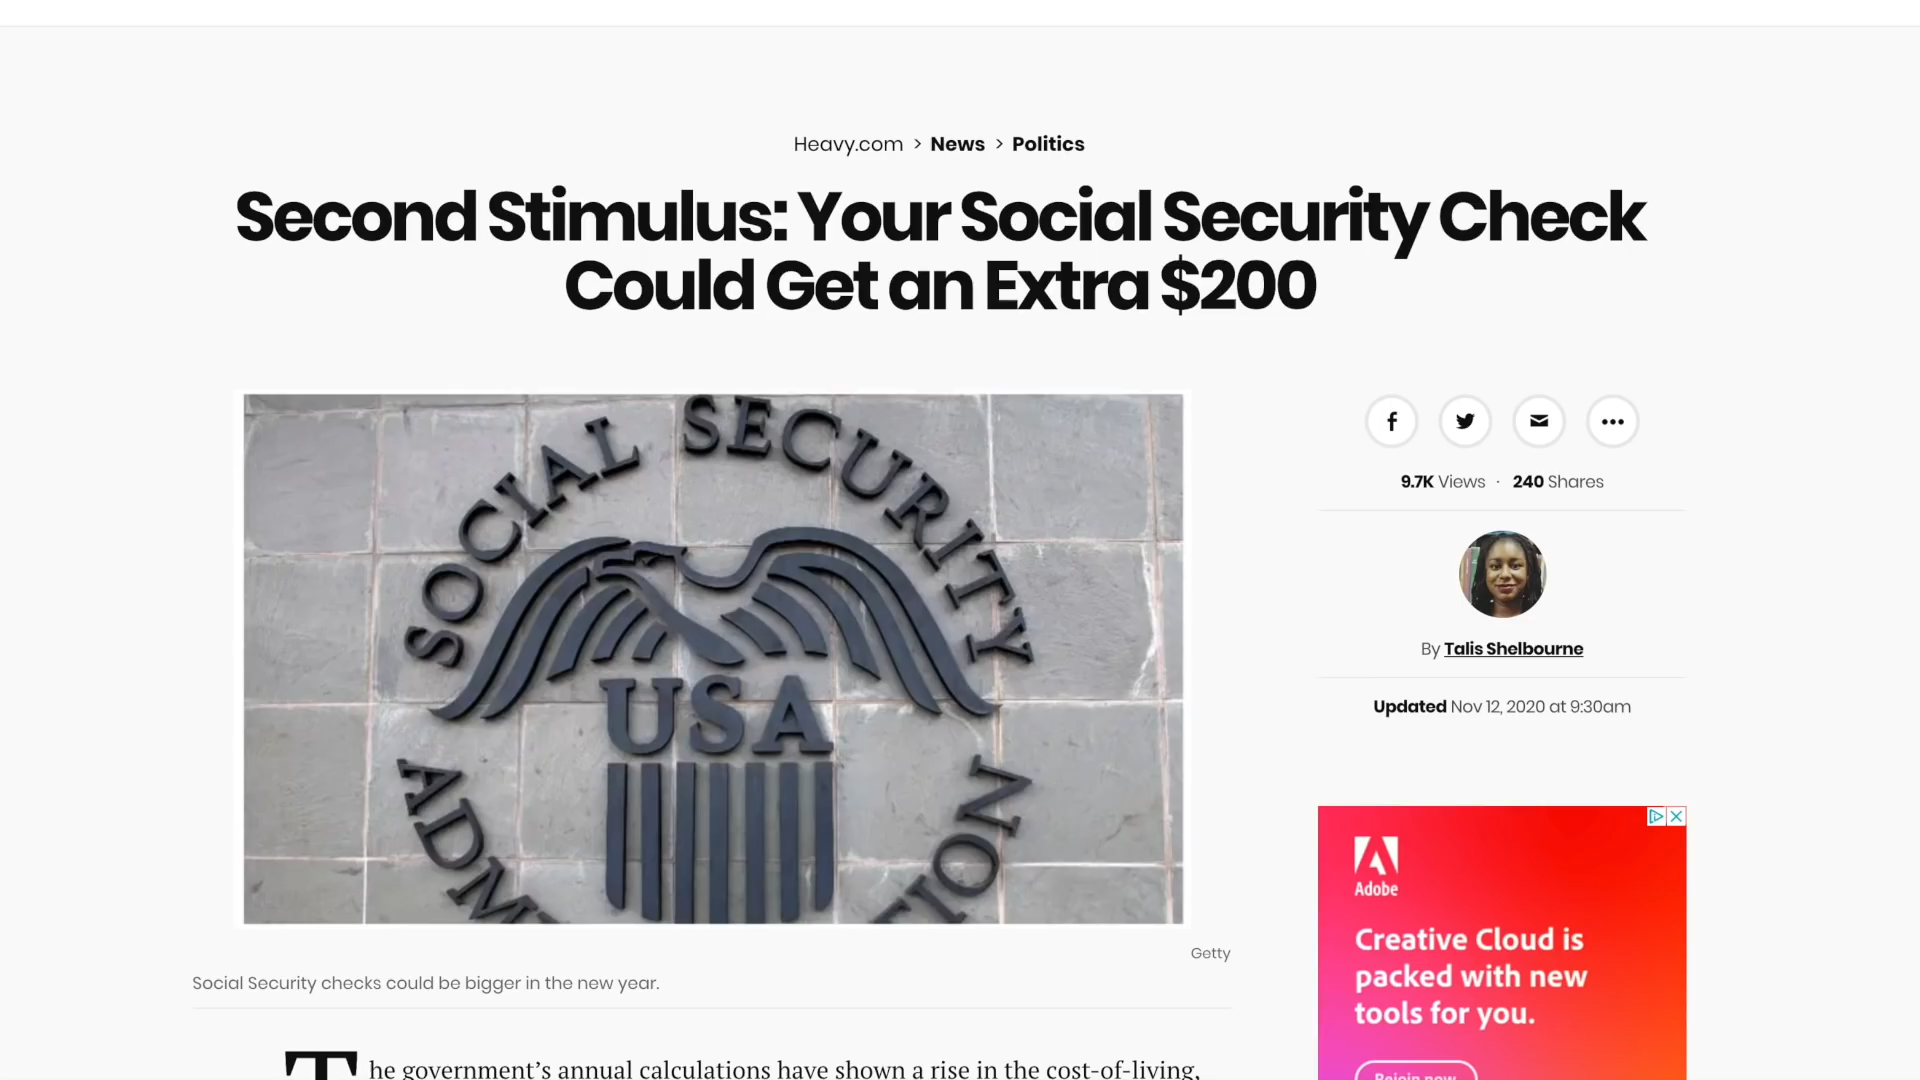 Heavy.com > News > Politics
Second Stimulus: Your Social Security Check
Could Get an Extra $200
SOCIAL SECURITY
USA
9.7K Views · 240 Shares
By Talis Shelbourne
Updated Nov 12, 2020 at 9:30am
Getty
Social Security checks could be bigger in the new year.
The government's annual calculations have shown a rise in the cost-of-living,
Adobe
Creative Cloud is
packed with new
tools for you.
Rejoin now